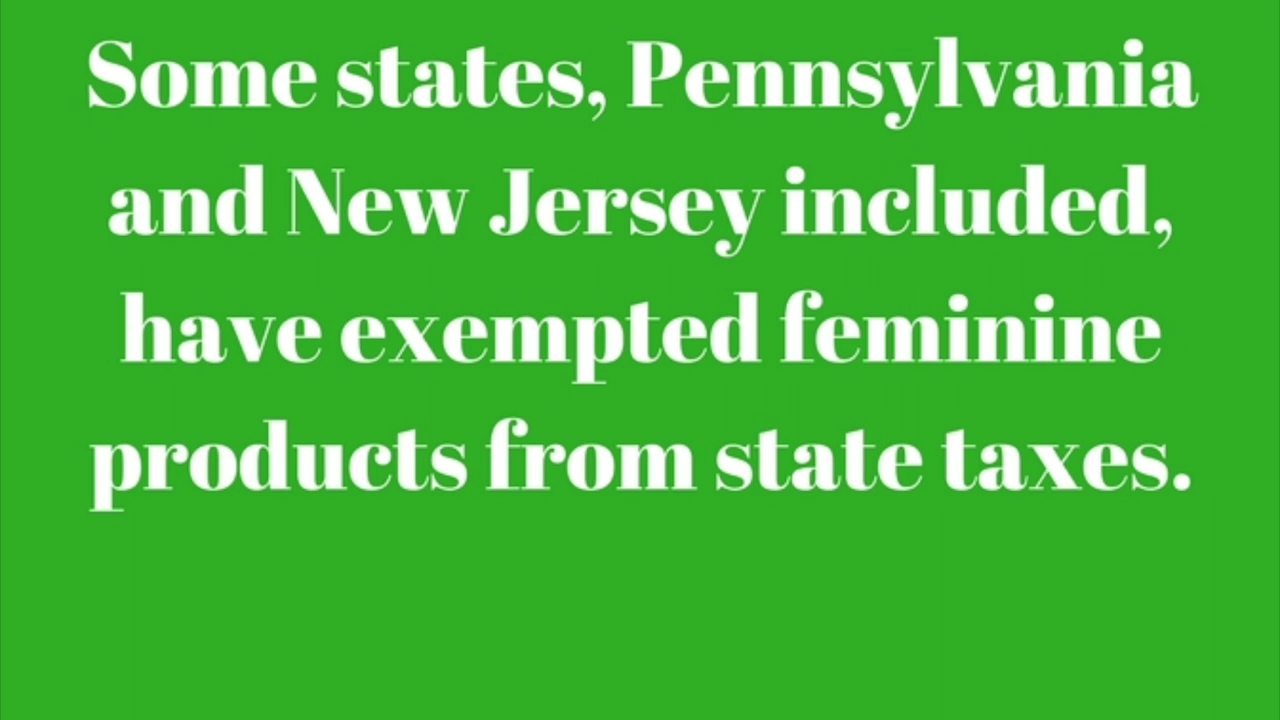 Some states, Pennsylvania
and New Jersey included,
have exempted feminine
products from state taxes.